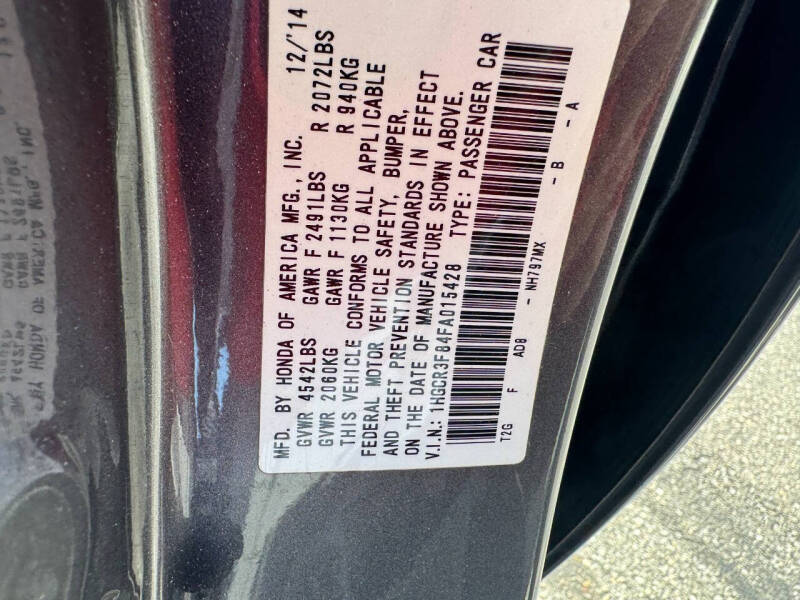 MFD. BY HONDA OF AMERICA MFG., INC. 12/'14
GVWR 4542LBS GAWR F 2491LBS R 2072LBS
GVWR 2060KG GAWR F 1130KG R 940KG
THIS VEHICLE CONFORMS TO ALL APPLICABLE
FEDERAL MOTOR VEHICLE SAFETY, BUMPER,
AND THEFT PREVENTION STANDARDS IN EFFECT
ON THE DATE OF MANUFACTURE SHOWN ABOVE.
V.I.N.: 1HGCR3F84FA015428 TYPE: PASSENGER CAR
T2G F AD8 - NH797MX - B - A